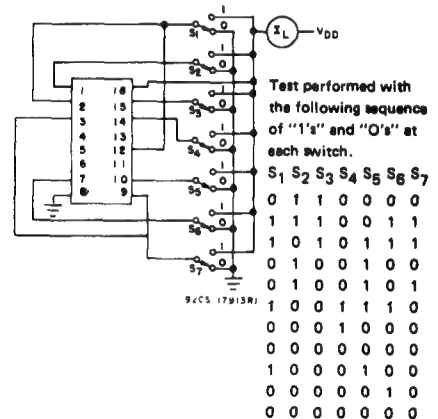 1
0
S1
1
0
S2
1
0
S3
1
0
S4
1
0
S5
1
0
S6
1
0
S7
IL
VDD
1 16
2 15
3 14
4 13
5 12
6 11
7 10
8 9
92CS-17913R1
Test performed with
the following sequence
of "1's" and "0's" at
each switch.
S1 S2 S3 S4 S5 S6 S7
0 1 1 0 0 0 0
1 1 1 0 0 1 1
1 0 1 0 1 1 1
0 1 0 0 1 0 0
0 1 0 0 1 0 1
1 0 0 1 1 1 0
0 0 0 1 0 0 0
0 0 0 0 0 0 0
1 0 0 0 1 0 0
0 0 0 0 0 1 0
0 0 0 0 0 0 0